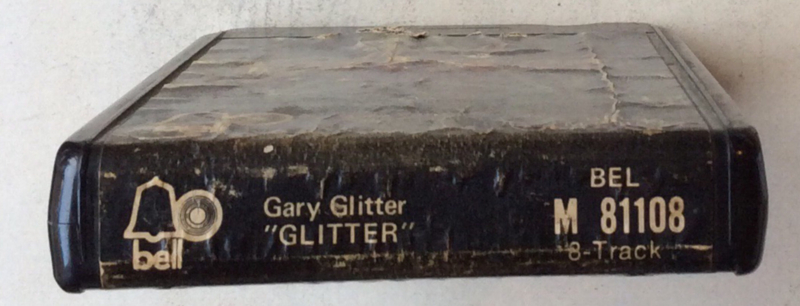 bell
Gary Glitter
"GLITTER"
BEL
M 81108
8-Track